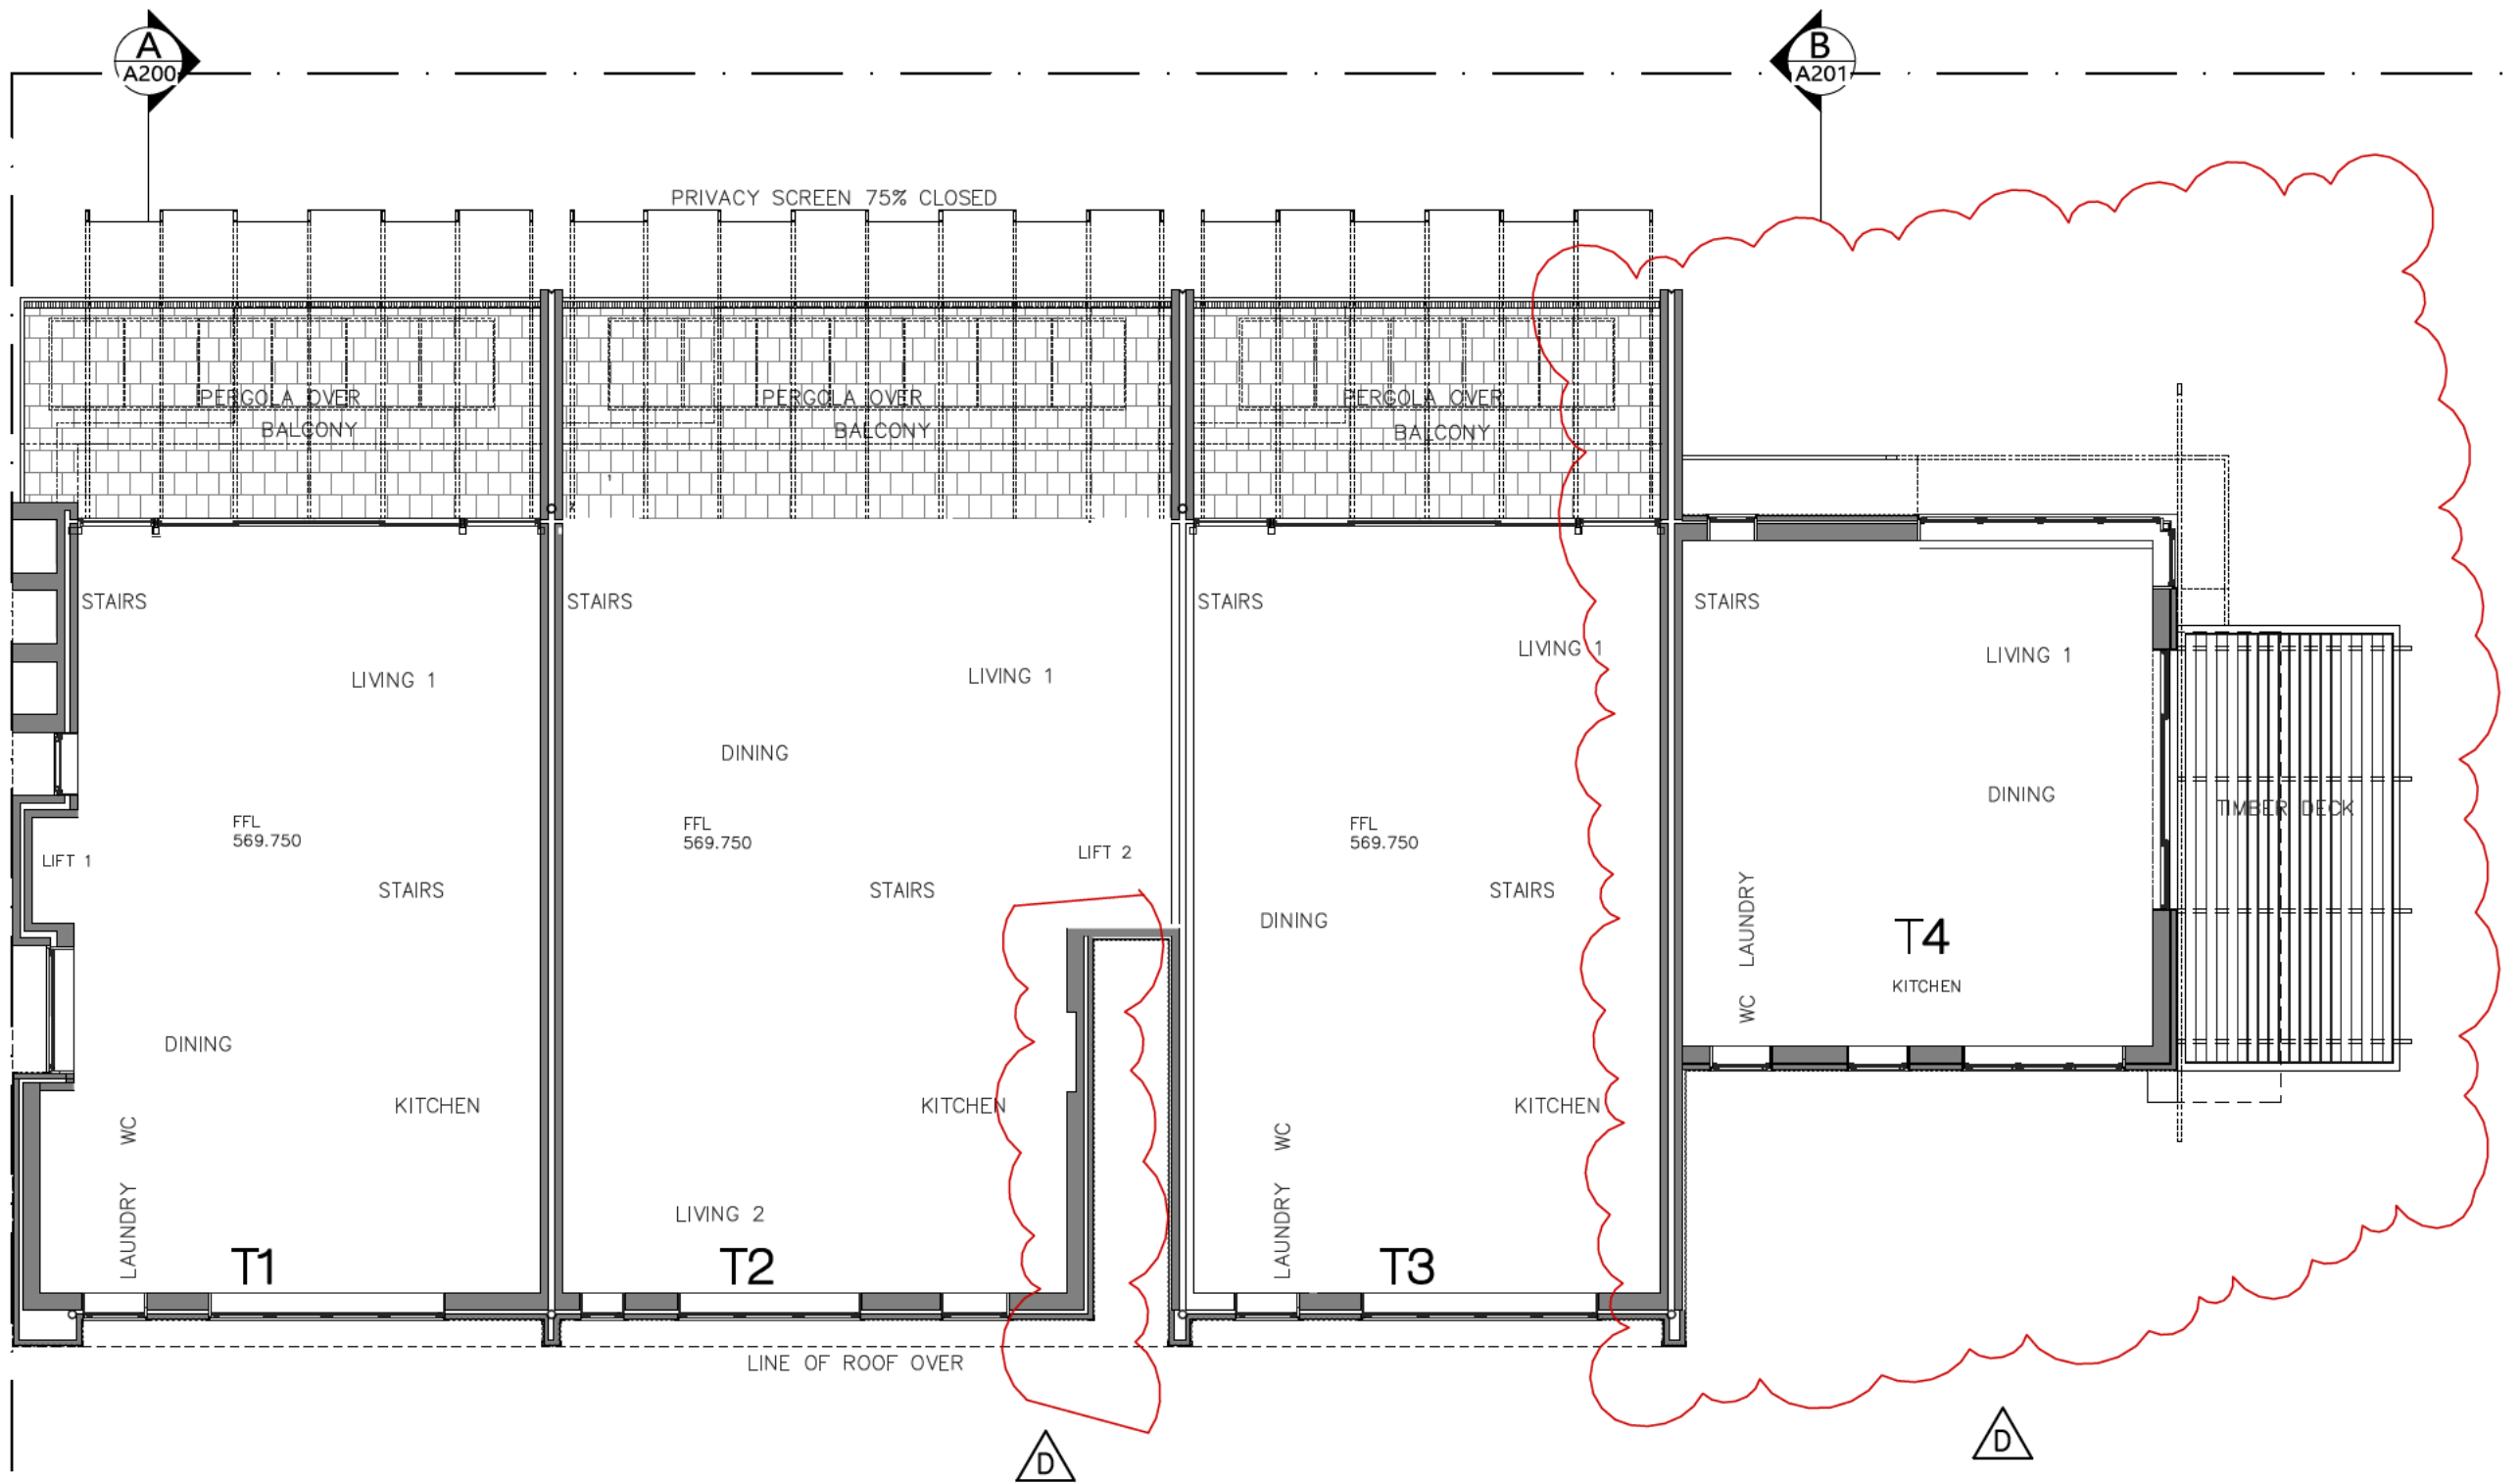 A
A200
B
A201
PRIVACY SCREEN 75% CLOSED
PERGOLA OVER
BALCONY
PERGOLA OVER
BALCONY
PERGOLA OVER
BALCONY
STAIRS
STAIRS
STAIRS
STAIRS
LIVING 1
LIVING 1
LIVING 1
LIVING 1
DINING
DINING
TIMBER DECK
FFL
569.750
FFL
569.750
FFL
569.750
LIFT 1
LIFT 2
STAIRS
STAIRS
STAIRS
DINING
LAUNDRY
WC
T4
KITCHEN
DINING
KITCHEN
KITCHEN
KITCHEN
WC
LAUNDRY
WC
LAUNDRY
LIVING 2
T1
T2
T3
LINE OF ROOF OVER
D
D